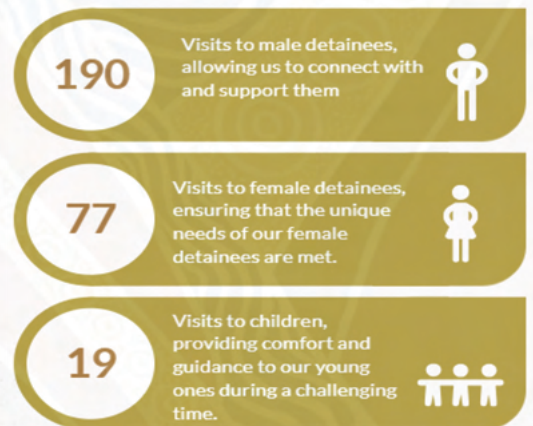 190
Visits to male detainees,
allowing us to connect with
and support them
77
Visits to female detainees,
ensuring that the unique
needs of our female
detainees are met.
19
Visits to children,
providing comfort and
guidance to our young
ones during a challenging
time.